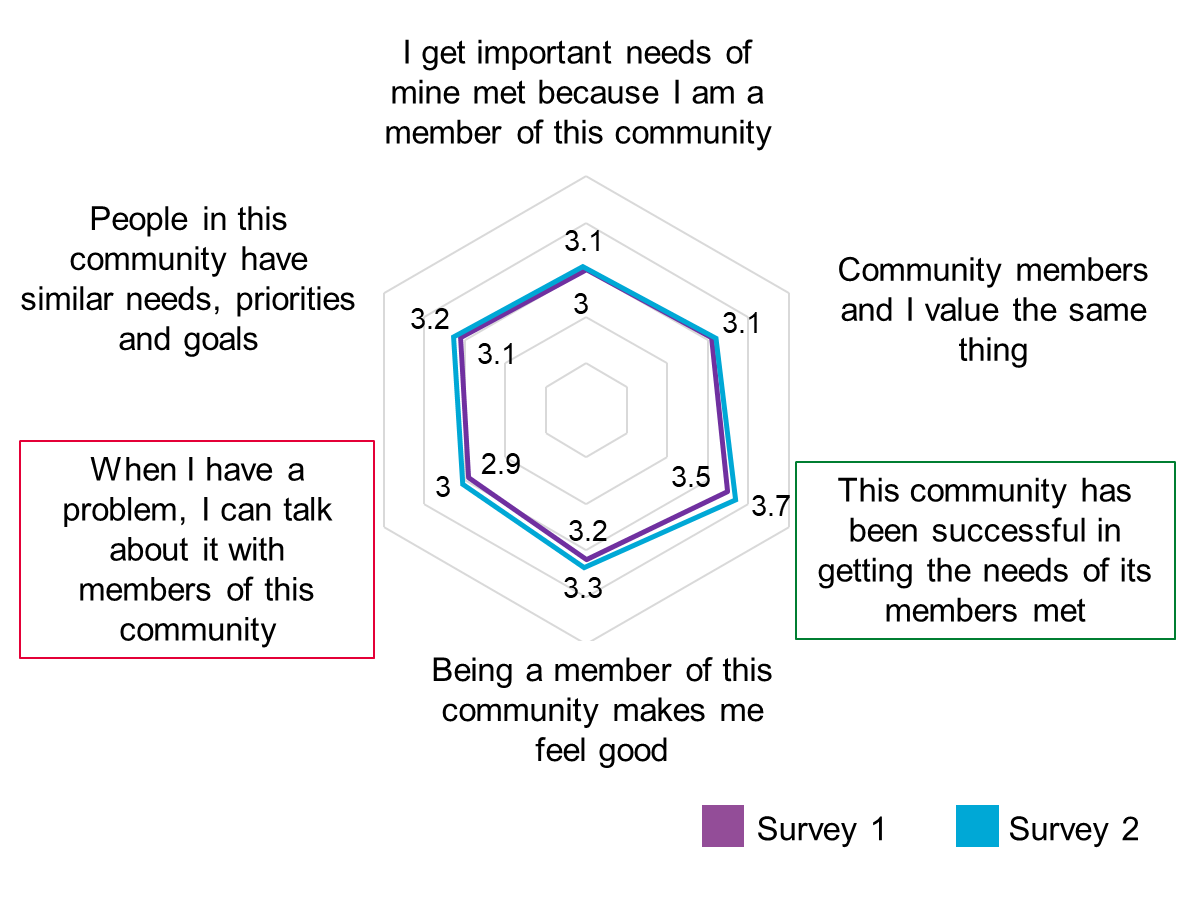 I get important needs of
mine met because I am a
member of this community
People in this
community have
similar needs, priorities
and goals
Community members
and I value the same
thing
3.1
3
3.2
3.1
3.1
2.9
3
3.5
3.7
3.2
3.3
When I have a
problem, I can talk
about it with
members of this
community
This community has
been successful in
getting the needs of its
members met
Being a member of this
community makes me
feel good
Survey 1
Survey 2